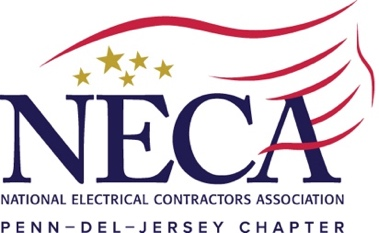 NECA
NATIONAL ELECTRICAL CONTRACTORS ASSOCIATION
PENN–DEL–JERSEY CHAPTER